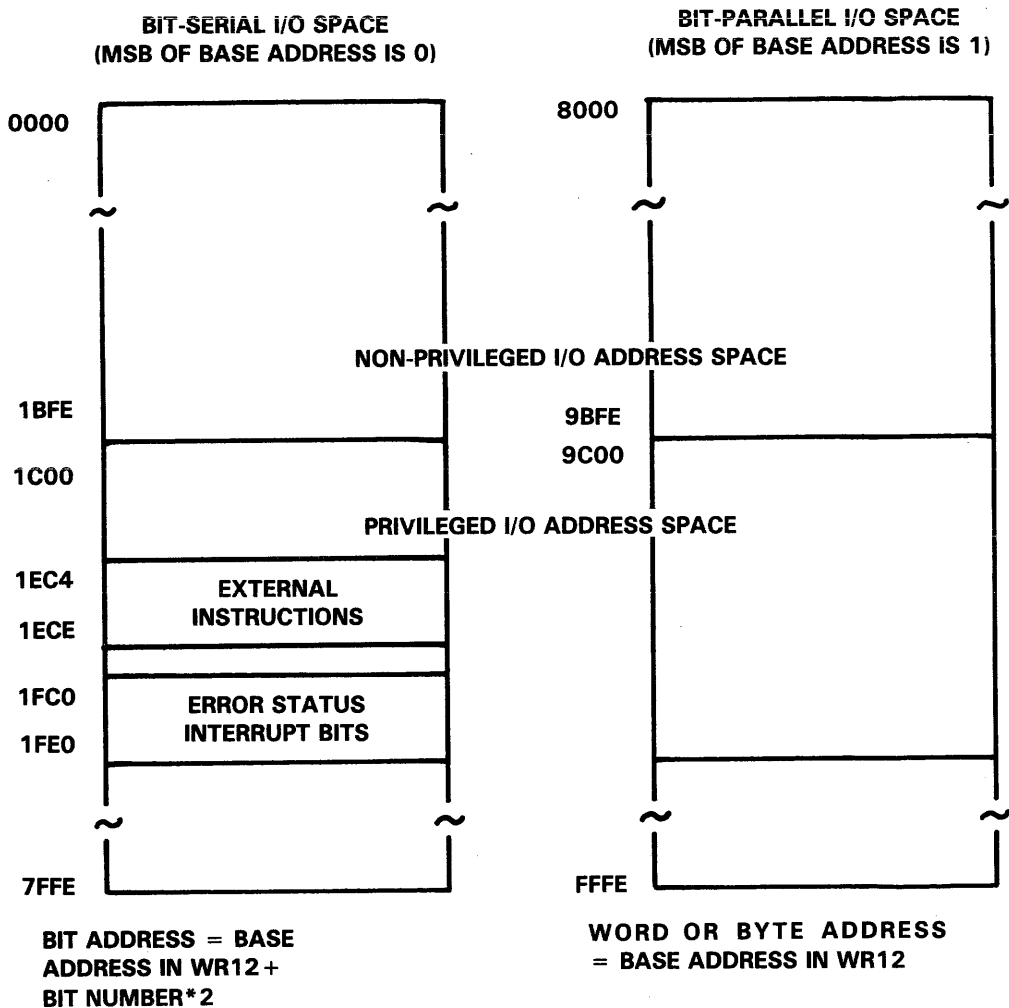 BIT-SERIAL I/O SPACE
(MSB OF BASE ADDRESS IS 0)
BIT-PARALLEL I/O SPACE
(MSB OF BASE ADDRESS IS 1)
0000
8000
NON-PRIVILEGED I/O ADDRESS SPACE
1BFE
9BFE
1C00
9C00
PRIVILEGED I/O ADDRESS SPACE
1EC4
EXTERNAL
INSTRUCTIONS
1ECE
1FC0
ERROR STATUS
INTERRUPT BITS
1FE0
7FFE
FFFE
BIT ADDRESS = BASE
ADDRESS IN WR12+
BIT NUMBER*2
WORD OR BYTE ADDRESS
= BASE ADDRESS IN WR12